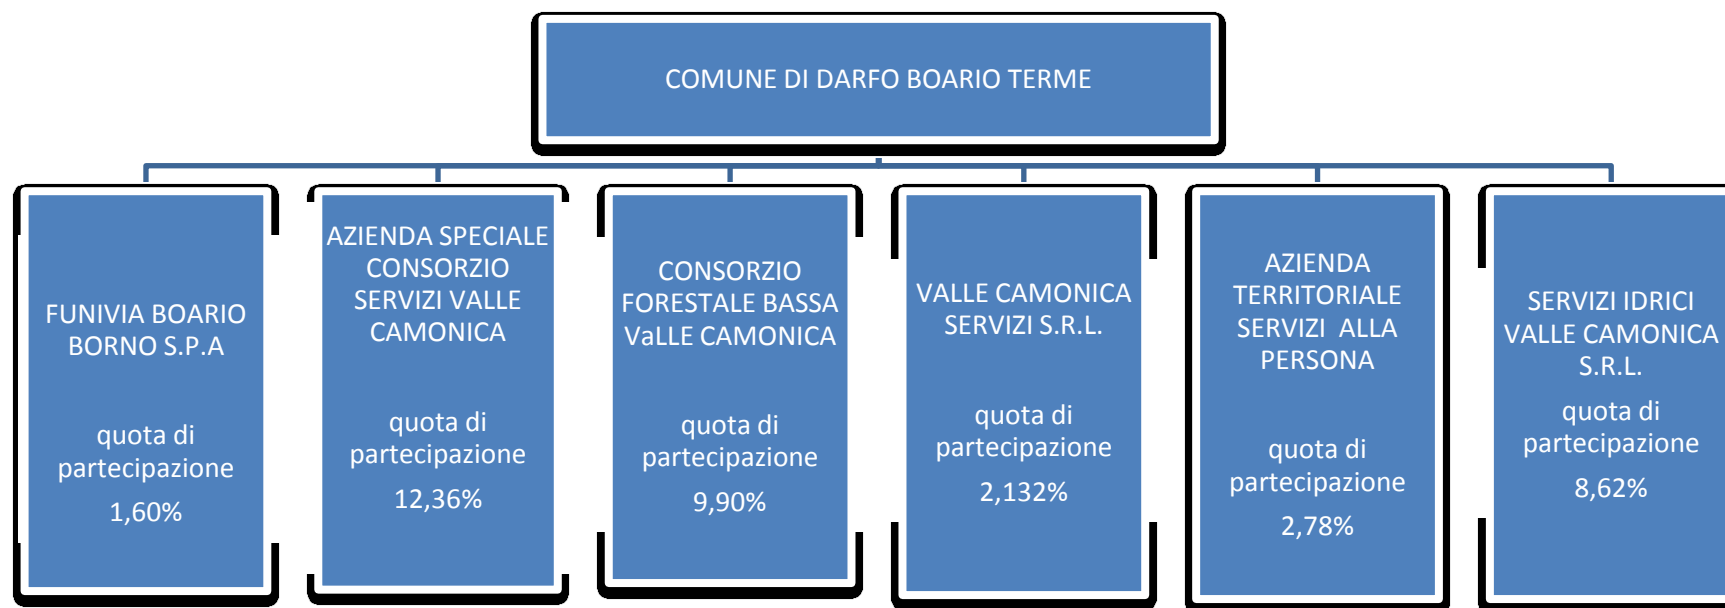 COMUNE DI DARFO BOARIO TERME
FUNIVIA BOARIO
BORNO S.P.A
quota di
partecipazione
1,60%
AZIENDA SPECIALE
CONSORZIO
SERVIZI VALLE
CAMONICA
quota di
partecipazione
12,36%
CONSORZIO
FORESTALE BASSA
VaLLE CAMONICA
quota di
partecipazione
9,90%
VALLE CAMONICA
SERVIZI S.R.L.
quota di
partecipazione
2,132%
AZIENDA
TERRITORIALE
SERVIZI ALLA
PERSONA
quota di
partecipazione
2,78%
SERVIZI IDRICI
VALLE CAMONICA
S.R.L.
quota di
partecipazione
8,62%